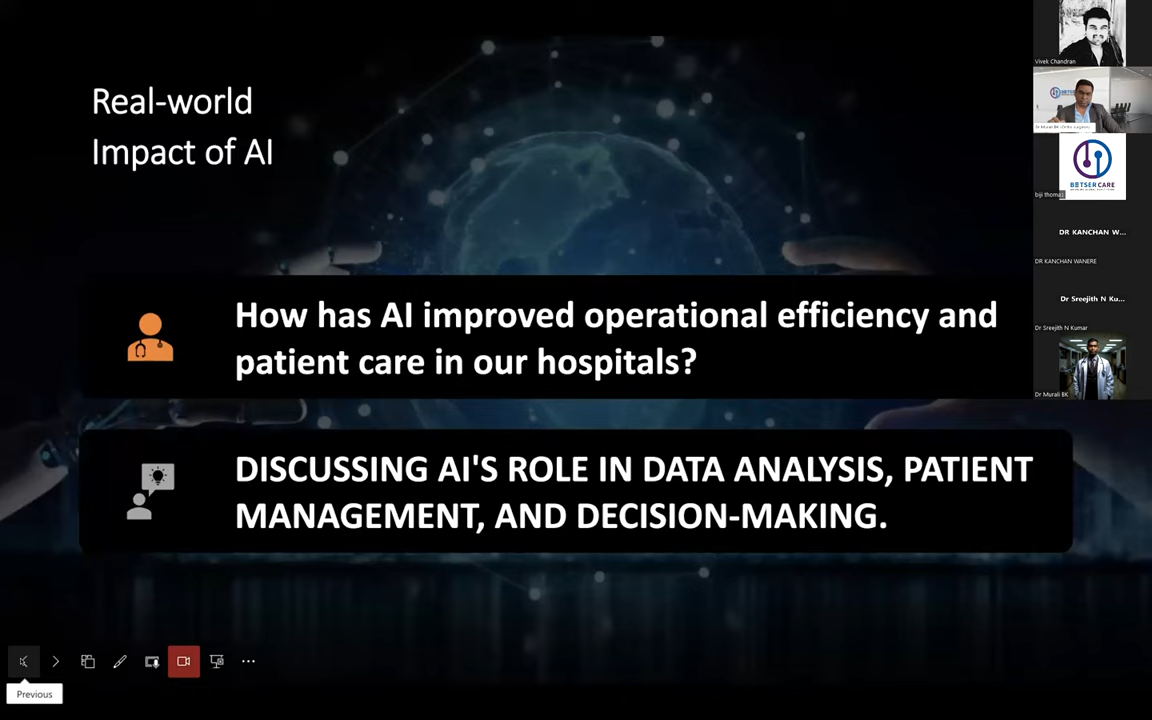 Real-world
Impact of AI
How has AI improved operational efficiency and
patient care in our hospitals?
DISCUSSING AI'S ROLE IN DATA ANALYSIS, PATIENT
MANAGEMENT, AND DECISION-MAKING.
Previous
Vivek Chandran
BETSER CARE
biji thomas
DR KANCHAN W...
DR KANCHAN WANERE
Dr Sreejith N Ku...
Dr Sreejith N Kumar
Dr Murali BK